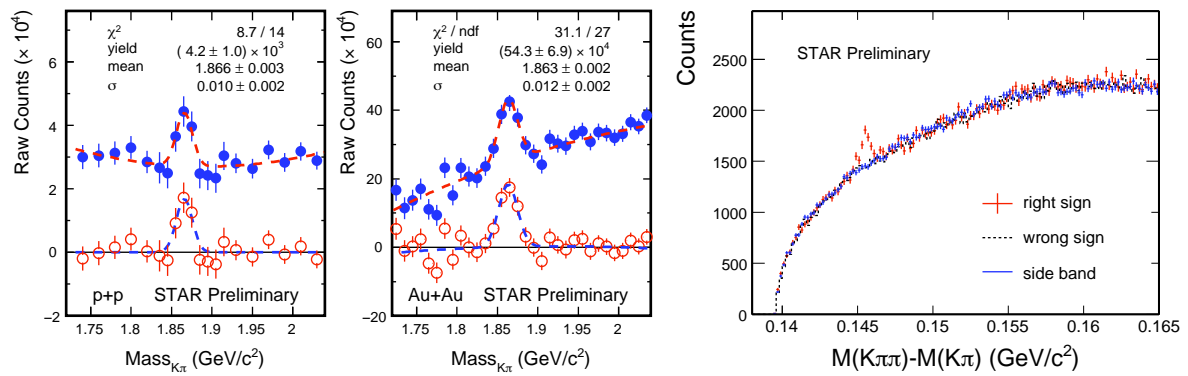 Raw Counts (× 10⁴)
4
2
0
−2
χ² 8.7 / 14
yield (4.2 ± 1.0) × 10³
mean 1.866 ± 0.003
σ 0.010 ± 0.002
p+p STAR Preliminary
1.75 1.8 1.85 1.9 1.95 2
Mass_Kπ (GeV/c²)
Raw Counts (× 10⁴)
60
40
20
0
−20
χ² / ndf 31.1 / 27
yield (54.3 ± 6.9) × 10⁴
mean 1.863 ± 0.002
σ 0.012 ± 0.002
Au+Au STAR Preliminary
1.75 1.8 1.85 1.9 1.95 2
Mass_Kπ (GeV/c²)
Counts
2500
2000
1500
1000
500
0
STAR Preliminary
right sign
wrong sign
side band
0.14 0.145 0.15 0.155 0.16 0.165
M(Kππ)-M(Kπ) (GeV/c²)